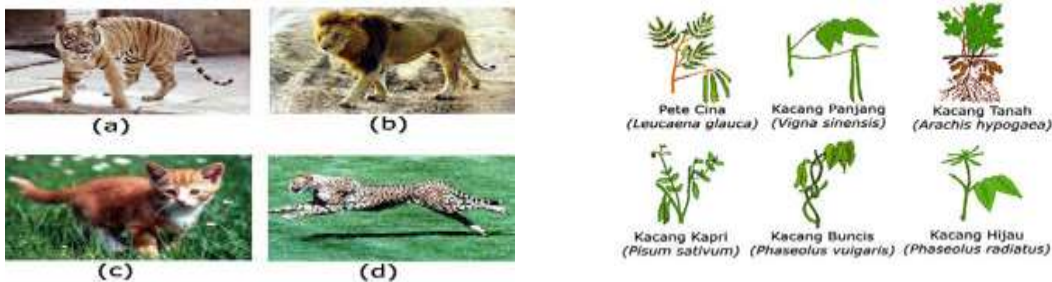 (a)
(b)
(c)
(d)
Pete Cina
(Leucaena glauca)
Kacang Panjang
(Vigna sinensis)
Kacang Tanah
(Arachis hypogaea)
Kacang Kapri
(Pisum sativum)
Kacang Buncis
(Phaseolus vulgaris)
Kacang Hijau
(Phaseolus radiatus)